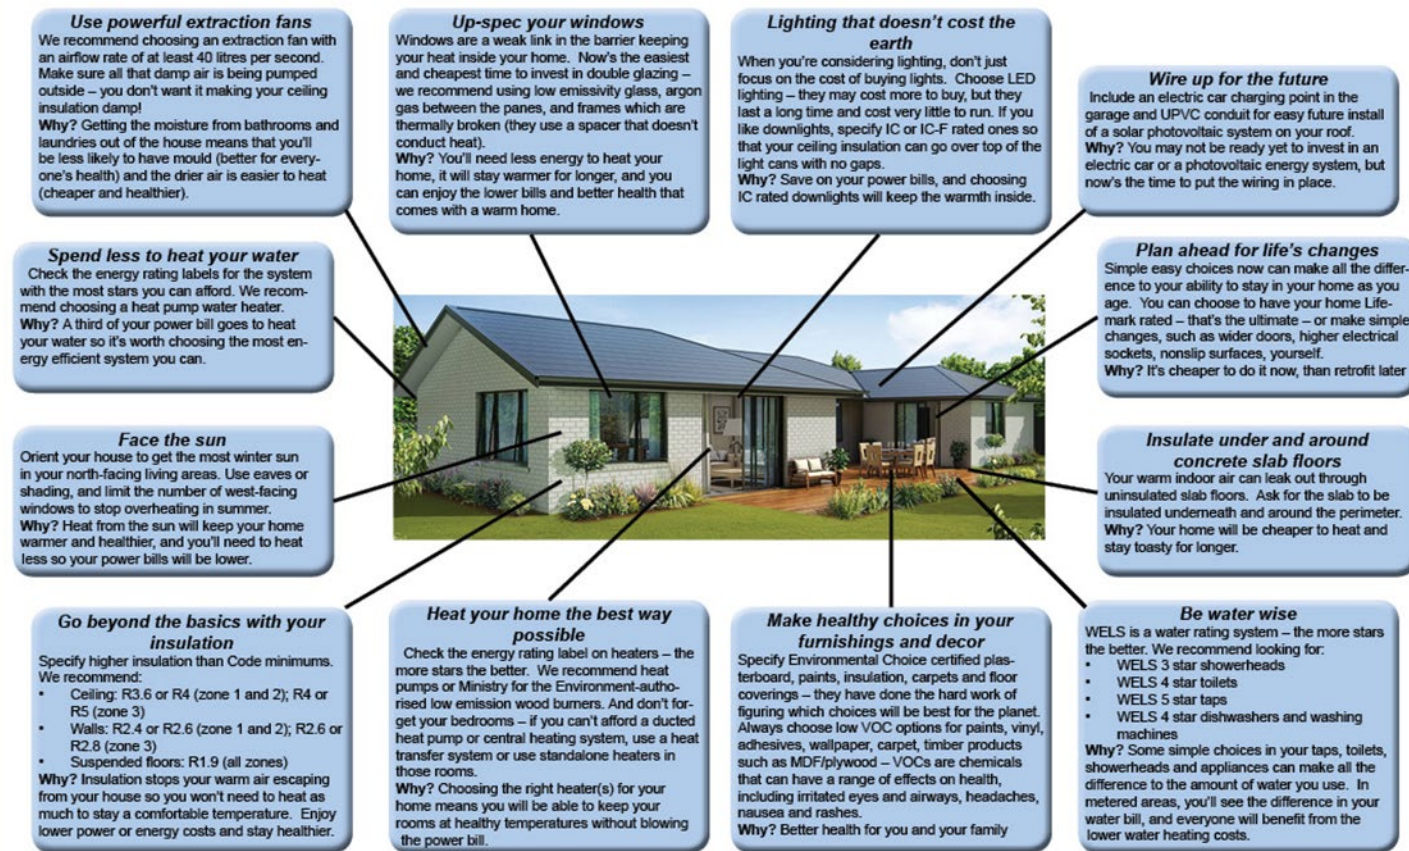 Use powerful extraction fans
We recommend choosing an extraction fan with
an airflow rate of at least 40 litres per second.
Make sure all that damp air is being pumped
outside – you don't want it making your ceiling
insulation damp!
Why? Getting the moisture from bathrooms and
laundries out of the house means that you'll
be less likely to have mould (better for every-
one's health) and the drier air is easier to heat
(cheaper and healthier).
Up-spec your windows
Windows are a weak link in the barrier keeping
your heat inside your home. Now's the easiest
and cheapest time to invest in double glazing –
we recommend using low emissivity glass, argon
gas between the panes, and frames which are
thermally broken (they use a spacer that doesn't
conduct heat).
Why? You'll need less energy to heat your
home, it will stay warmer for longer, and you
can enjoy the lower bills and better health that
comes with a warm home.
Lighting that doesn't cost the
earth
When you're considering lighting, don't just
focus on the cost of buying lights. Choose LED
lighting – they may cost more to buy, but they
last a long time and cost very little to run. If you
like downlights, specify IC or IC-F rated ones so
that your ceiling insulation can go over top of the
light cans with no gaps.
Why? Save on your power bills, and choosing
IC rated downlights will keep the warmth inside.
Wire up for the future
Include an electric car charging point in the
garage and UPVC conduit for easy future install
of a solar photovoltaic system on your roof.
Why? You may not be ready yet to invest in an
electric car or a photovoltaic energy system, but
now's the time to put the wiring in place.
Spend less to heat your water
Check the energy rating labels for the system
with the most stars you can afford. We recom-
mend choosing a heat pump water heater.
Why? A third of your power bill goes to heat
your water so it's worth choosing the most en-
ergy efficient system you can.
Plan ahead for life's changes
Simple easy choices now can make all the differ-
ence to your ability to stay in your home as you
age. You can choose to have your home Life-
mark rated – that's the ultimate – or make simple
changes, such as wider doors, higher electrical
sockets, nonslip surfaces, yourself.
Why? It's cheaper to do it now, than retrofit later
Face the sun
Orient your house to get the most winter sun
in your north-facing living areas. Use eaves or
shading, and limit the number of west-facing
windows to stop overheating in summer.
Why? Heat from the sun will keep your home
warmer and healthier, and you'll need to heat
less so your power bills will be lower.
Insulate under and around
concrete slab floors
Your warm indoor air can leak out through
uninsulated slab floors. Ask for the slab to be
insulated underneath and around the perimeter.
Why? Your home will be cheaper to heat and
stay toasty for longer.
Go beyond the basics with your
insulation
Specify higher insulation than Code minimums.
We recommend:
• Ceiling: R3.6 or R4 (zone 1 and 2); R4 or
R5 (zone 3)
• Walls: R2.4 or R2.6 (zone 1 and 2); R2.6 or
R2.8 (zone 3)
• Suspended floors: R1.9 (all zones)
Why? Insulation stops your warm air escaping
from your house so you won't need to heat as
much to stay a comfortable temperature. Enjoy
lower power or energy costs and stay healthier.
Heat your home the best way
possible
Check the energy rating label on heaters – the
more stars the better. We recommend heat
pumps or Ministry for the Environment-autho-
rised low emission wood burners. And don't for-
get your bedrooms – if you can't afford a ducted
heat pump or central heating system, use a heat
transfer system or use standalone heaters in
those rooms.
Why? Choosing the right heater(s) for your
home means you will be able to keep your
rooms at healthy temperatures without blowing
the power bill.
Make healthy choices in your
furnishings and decor
Specify Environmental Choice certified plas-
terboard, paints, insulation, carpets and floor
coverings – they have done the hard work of
figuring which choices will be best for the planet.
Always choose low VOC options for paints, vinyl,
adhesives, wallpaper, carpet, timber products
such as MDF/plywood – VOCs are chemicals
that can have a range of effects on health,
including irritated eyes and airways, headaches,
nausea and rashes.
Why? Better health for you and your family
Be water wise
WELS is a water rating system – the more stars
the better. We recommend looking for:
• WELS 3 star showerheads
• WELS 4 star toilets
• WELS 5 star taps
• WELS 4 star dishwashers and washing
machines
Why? Some simple choices in your taps, toilets,
showerheads and appliances can make all the
difference to the amount of water you use. In
metered areas, you'll see the difference in your
water bill, and everyone will benefit from the
lower water heating costs.